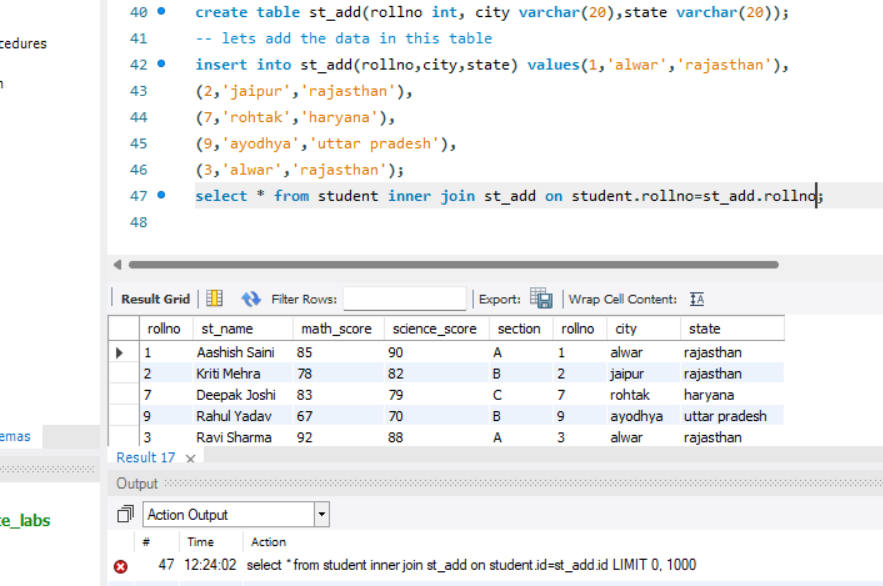 40 create table st_add(rollno int, city varchar(20),state varchar(20));
cedures
41 -- lets add the data in this table
42 insert into st_add(rollno,city,state) values(1,'alwar','rajasthan'),
43 (2,'jaipur','rajasthan'),
44 (7,'rohtak','haryana'),
45 (9,'ayodhya','uttar pradesh'),
46 (3,'alwar','rajasthan');
47 select * from student inner join st_add on student.rollno=st_add.rollno;
48
Result Grid Filter Rows: Export: Wrap Cell Content: IA
rollno st_name math_score science_score section rollno city state
1 Aashish Saini 85 90 A 1 alwar rajasthan
2 Kriti Mehra 78 82 B 2 jaipur rajasthan
7 Deepak Joshi 83 79 C 7 rohtak haryana
9 Rahul Yadav 67 70 B 9 ayodhya uttar pradesh
3 Ravi Sharma 92 88 A 3 alwar rajasthan
emas
Result 17
Output
Action Output
te_labs
# Time Action
47 12:24:02 select * from student inner join st_add on student.id=st_add.id LIMIT 0, 1000